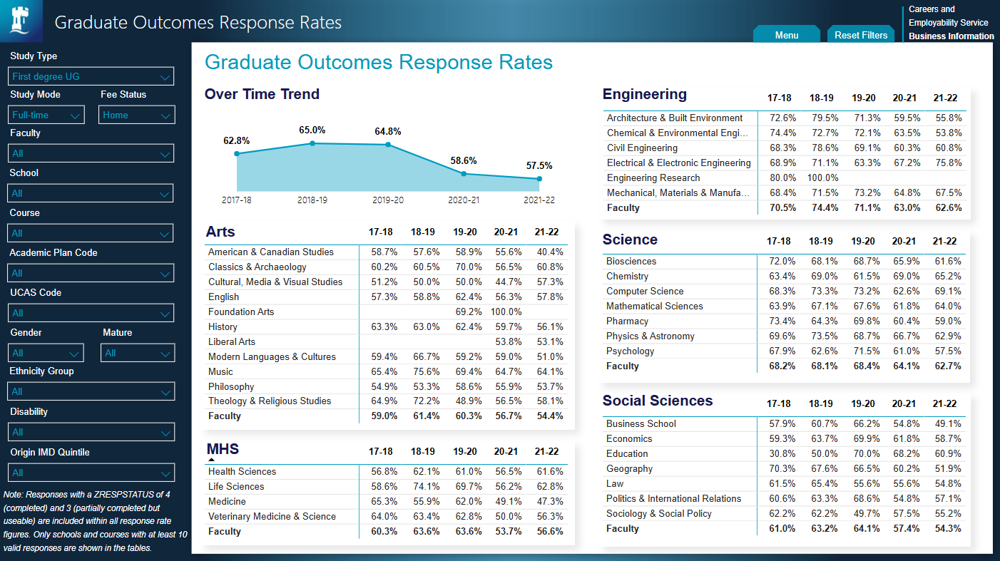 Graduate Outcomes Response Rates
Careers and
Employability Service
Business Information
Menu
Reset Filters
Study Type
First degree UG
Study Mode Fee Status
Full-time Home
Faculty
All
School
All
Course
All
Academic Plan Code
All
UCAS Code
All
Gender Mature
All All
Ethnicity Group
All
Disability
All
Origin IMD Quintile
All
Note: Responses with a ZRESPSTATUS of 4
(completed) and 3 (partially completed but
useable) are included within all response rate
figures. Only schools and courses with at least 10
valid responses are shown in the tables.
Graduate Outcomes Response Rates
Over Time Trend
62.8% 65.0% 64.8% 58.6% 57.5%
2017-18 2018-19 2019-20 2020-21 2021-22
Arts 17-18 18-19 19-20 20-21 21-22
American & Canadian Studies 58.7% 57.6% 58.9% 55.6% 40.4%
Classics & Archaeology 60.2% 60.5% 70.0% 56.5% 60.8%
Cultural, Media & Visual Studies 51.2% 50.0% 50.0% 44.7% 57.3%
English 57.3% 58.8% 62.4% 56.3% 57.8%
Foundation Arts 69.2% 100.0%
History 63.3% 63.0% 62.4% 59.7% 56.1%
Liberal Arts 53.8% 53.1%
Modern Languages & Cultures 59.4% 66.7% 59.2% 59.0% 51.0%
Music 65.4% 75.6% 69.4% 64.7% 64.1%
Philosophy 54.9% 53.3% 58.6% 55.9% 53.7%
Theology & Religious Studies 64.9% 72.2% 48.9% 56.5% 58.1%
Faculty 59.0% 61.4% 60.3% 56.7% 54.4%
MHS 17-18 18-19 19-20 20-21 21-22
Health Sciences 56.8% 62.1% 61.0% 56.5% 61.6%
Life Sciences 58.6% 74.1% 69.7% 56.2% 62.8%
Medicine 65.3% 55.9% 62.0% 49.1% 47.3%
Veterinary Medicine & Science 64.0% 63.4% 62.8% 50.0% 56.3%
Faculty 60.3% 63.6% 63.6% 53.7% 56.6%
Engineering 17-18 18-19 19-20 20-21 21-22
Architecture & Built Environment 72.6% 79.5% 71.3% 59.5% 55.8%
Chemical & Environmental Engi... 74.4% 72.7% 72.1% 63.5% 53.8%
Civil Engineering 68.3% 78.6% 69.1% 60.3% 60.8%
Electrical & Electronic Engineering 68.9% 71.1% 63.3% 67.2% 75.8%
Engineering Research 80.0% 100.0%
Mechanical, Materials & Manufa... 68.4% 71.5% 73.2% 64.8% 67.5%
Faculty 70.5% 74.4% 71.1% 63.0% 62.6%
Science 17-18 18-19 19-20 20-21 21-22
Biosciences 72.0% 68.1% 68.7% 65.9% 61.6%
Chemistry 63.4% 69.0% 61.5% 69.0% 65.2%
Computer Science 68.3% 73.3% 73.2% 62.6% 69.1%
Mathematical Sciences 63.9% 67.1% 67.6% 61.8% 64.0%
Pharmacy 73.4% 64.3% 69.8% 60.4% 59.0%
Physics & Astronomy 69.6% 73.5% 68.7% 66.7% 62.9%
Psychology 67.9% 62.6% 71.5% 61.0% 57.5%
Faculty 68.2% 68.1% 68.4% 64.1% 62.7%
Social Sciences 17-18 18-19 19-20 20-21 21-22
Business School 57.9% 60.7% 66.2% 54.8% 49.1%
Economics 59.3% 63.7% 69.9% 61.8% 58.7%
Education 30.8% 50.0% 70.0% 68.2% 60.9%
Geography 70.3% 67.6% 66.5% 60.2% 51.9%
Law 61.5% 65.4% 55.6% 55.6% 54.8%
Politics & International Relations 60.6% 63.3% 68.6% 54.8% 57.1%
Sociology & Social Policy 62.2% 62.2% 49.7% 57.5% 55.2%
Faculty 61.0% 63.2% 64.1% 57.4% 54.3%